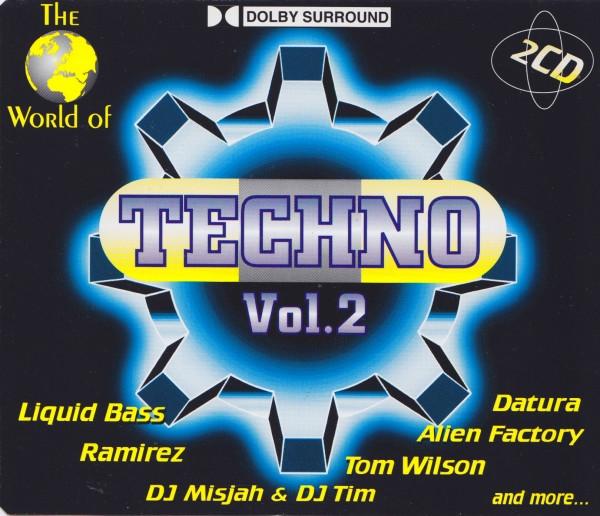 The
World of
DOLBY SURROUND
2CD
TECHNO
Vol.2
Liquid Bass
Ramirez
DJ Misjah & DJ Tim
Datura
Alien Factory
Tom Wilson
and more...